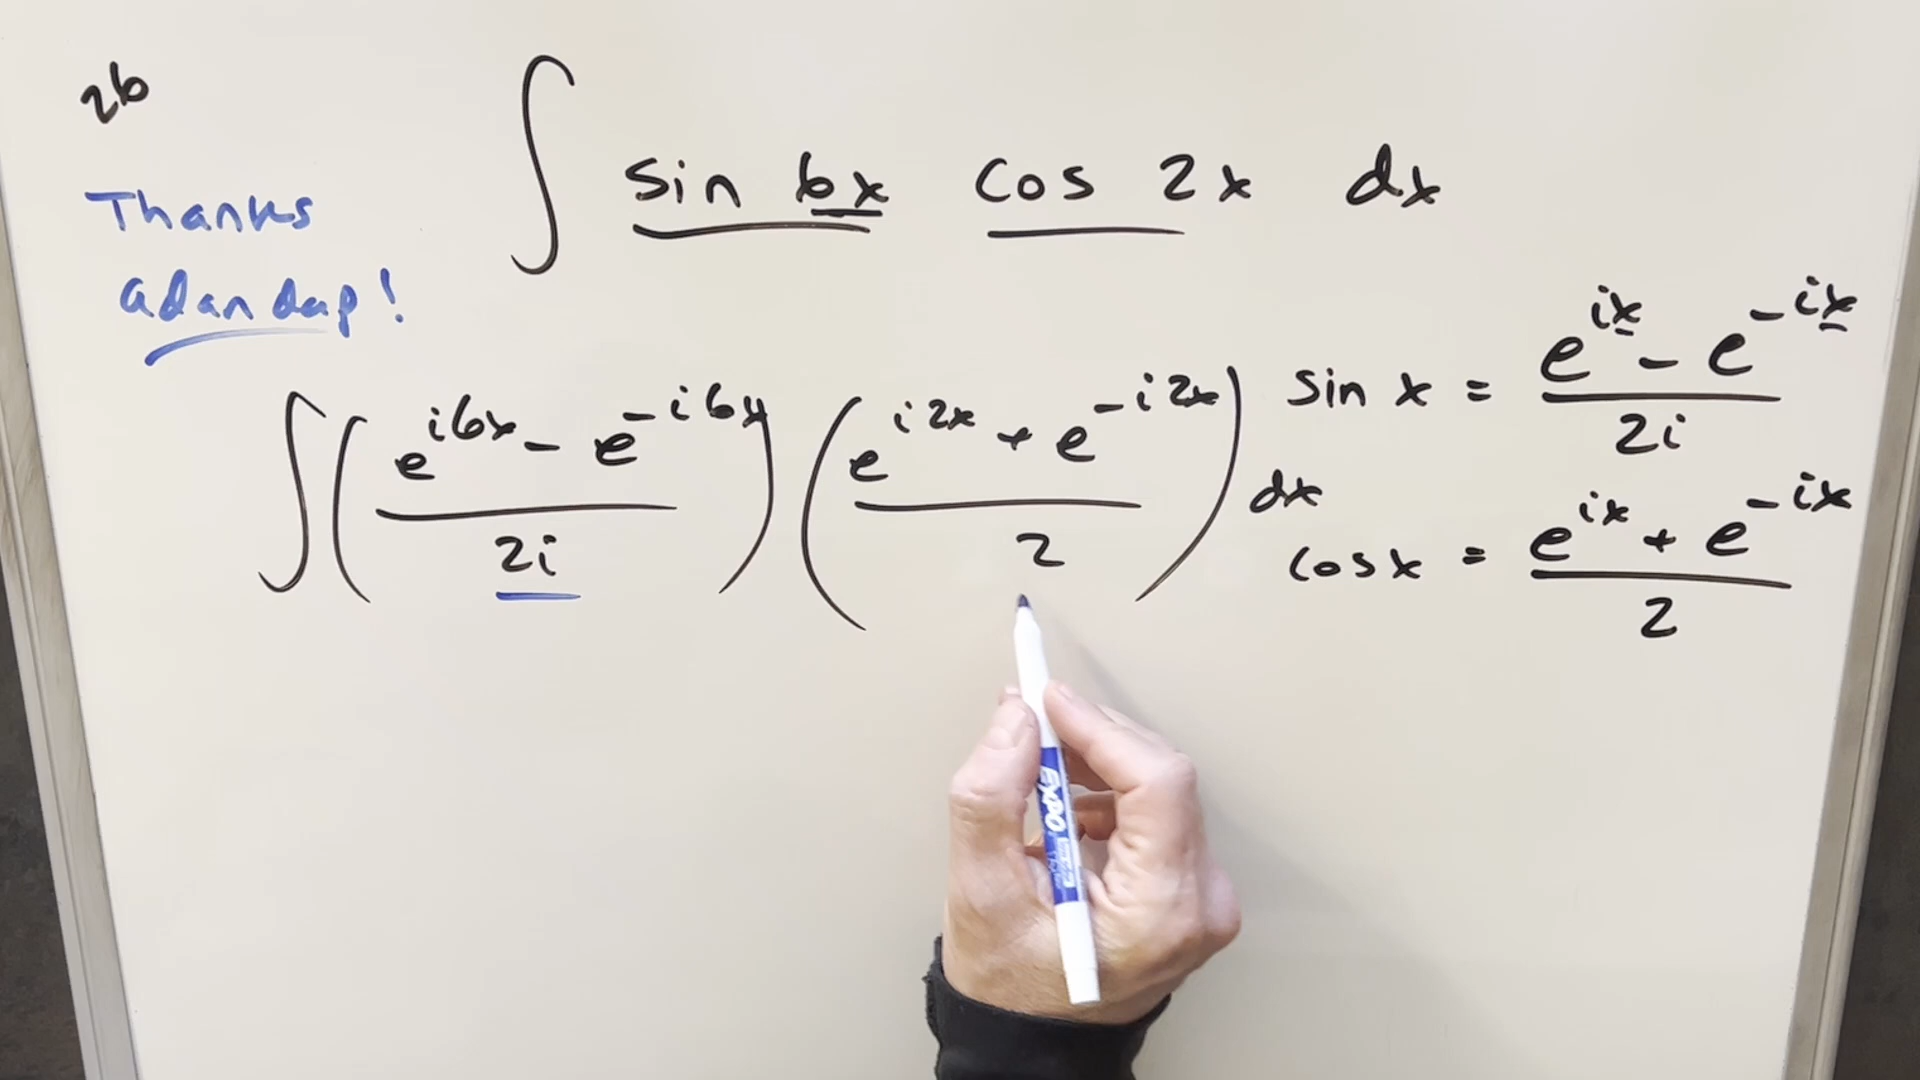 26
∫ sin 6x cos 2x dx
Thanks
adandap!
∫ ( (e^{i6x} - e^{-i6x}) / 2i ) ( (e^{i2x} + e^{-i2x}) / 2 ) dx
sin x = (e^{ix} - e^{-ix}) / 2i
cos x = (e^{ix} + e^{-ix}) / 2
EXPO